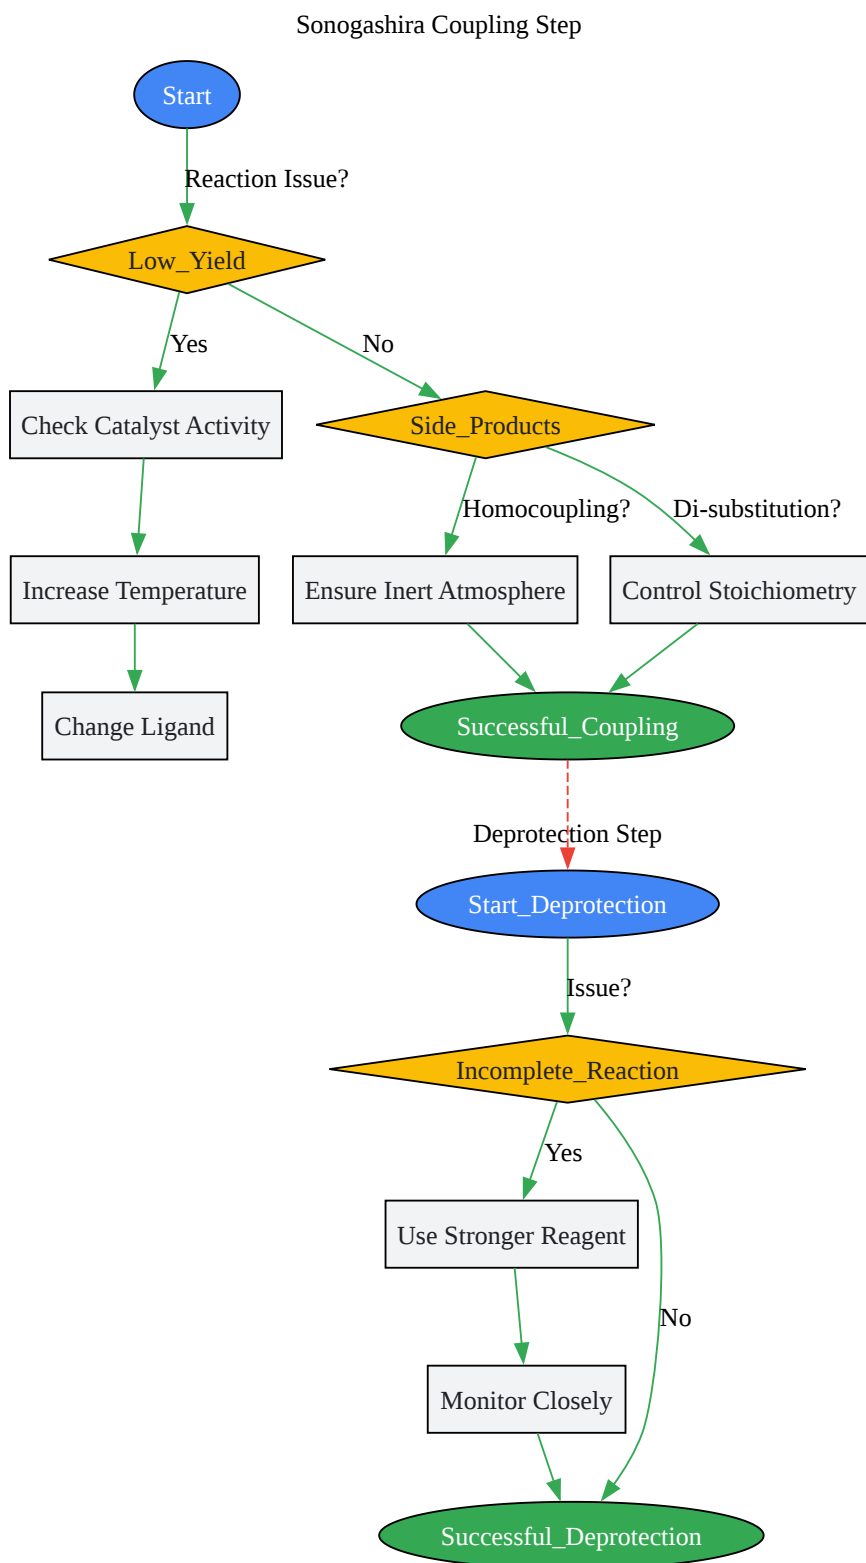 Sonogashira Coupling Step
Start
Reaction Issue?
Low_Yield
Yes
No
Check Catalyst Activity
Side_Products
Homocoupling?
Di-substitution?
Increase Temperature
Ensure Inert Atmosphere
Control Stoichiometry
Change Ligand
Successful_Coupling
Deprotection Step
Start_Deprotection
Issue?
Incomplete_Reaction
Yes
Use Stronger Reagent
No
Monitor Closely
Successful_Deprotection